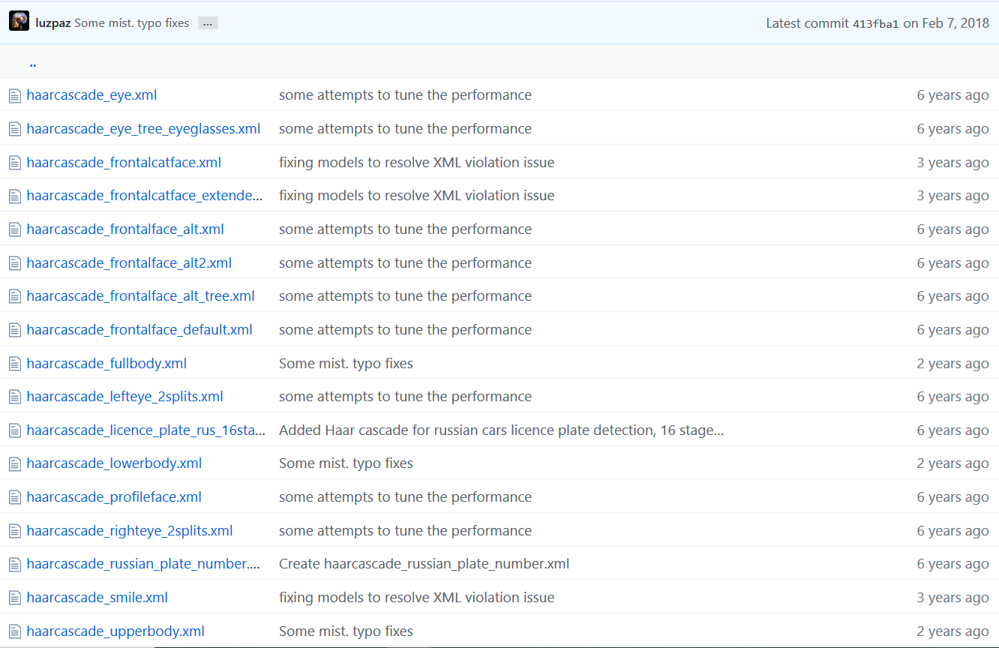 luzpaz Some mist. typo fixes ... Latest commit 413fba1 on Feb 7, 2018
..
haarcascade_eye.xml some attempts to tune the performance 6 years ago
haarcascade_eye_tree_eyeglasses.xml some attempts to tune the performance 6 years ago
haarcascade_frontalcatface.xml fixing models to resolve XML violation issue 3 years ago
haarcascade_frontalcatface_extende... fixing models to resolve XML violation issue 3 years ago
haarcascade_frontalface_alt.xml some attempts to tune the performance 6 years ago
haarcascade_frontalface_alt2.xml some attempts to tune the performance 6 years ago
haarcascade_frontalface_alt_tree.xml some attempts to tune the performance 6 years ago
haarcascade_frontalface_default.xml some attempts to tune the performance 6 years ago
haarcascade_fullbody.xml Some mist. typo fixes 2 years ago
haarcascade_lefteye_2splits.xml some attempts to tune the performance 6 years ago
haarcascade_licence_plate_rus_16sta... Added Haar cascade for russian cars licence plate detection, 16 stage... 6 years ago
haarcascade_lowerbody.xml Some mist. typo fixes 2 years ago
haarcascade_profileface.xml some attempts to tune the performance 6 years ago
haarcascade_righteye_2splits.xml some attempts to tune the performance 6 years ago
haarcascade_russian_plate_number.... Create haarcascade_russian_plate_number.xml 6 years ago
haarcascade_smile.xml fixing models to resolve XML violation issue 3 years ago
haarcascade_upperbody.xml Some mist. typo fixes 2 years ago